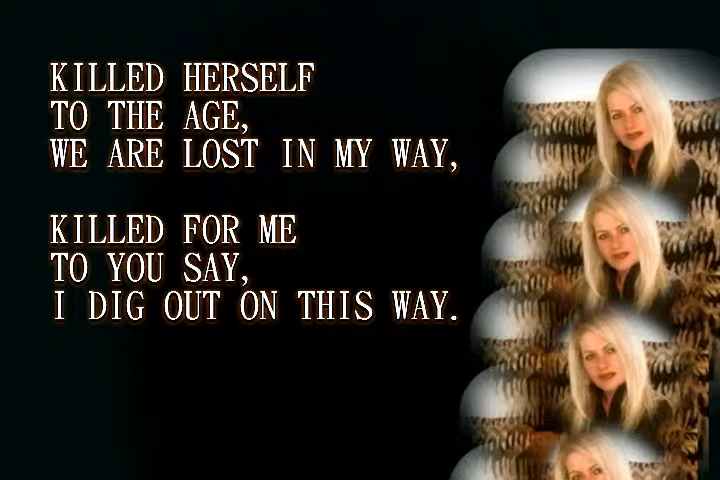 KILLED HERSELF
TO THE AGE,
WE ARE LOST IN MY WAY,
KILLED FOR ME
TO YOU SAY,
I DIG OUT ON THIS WAY.